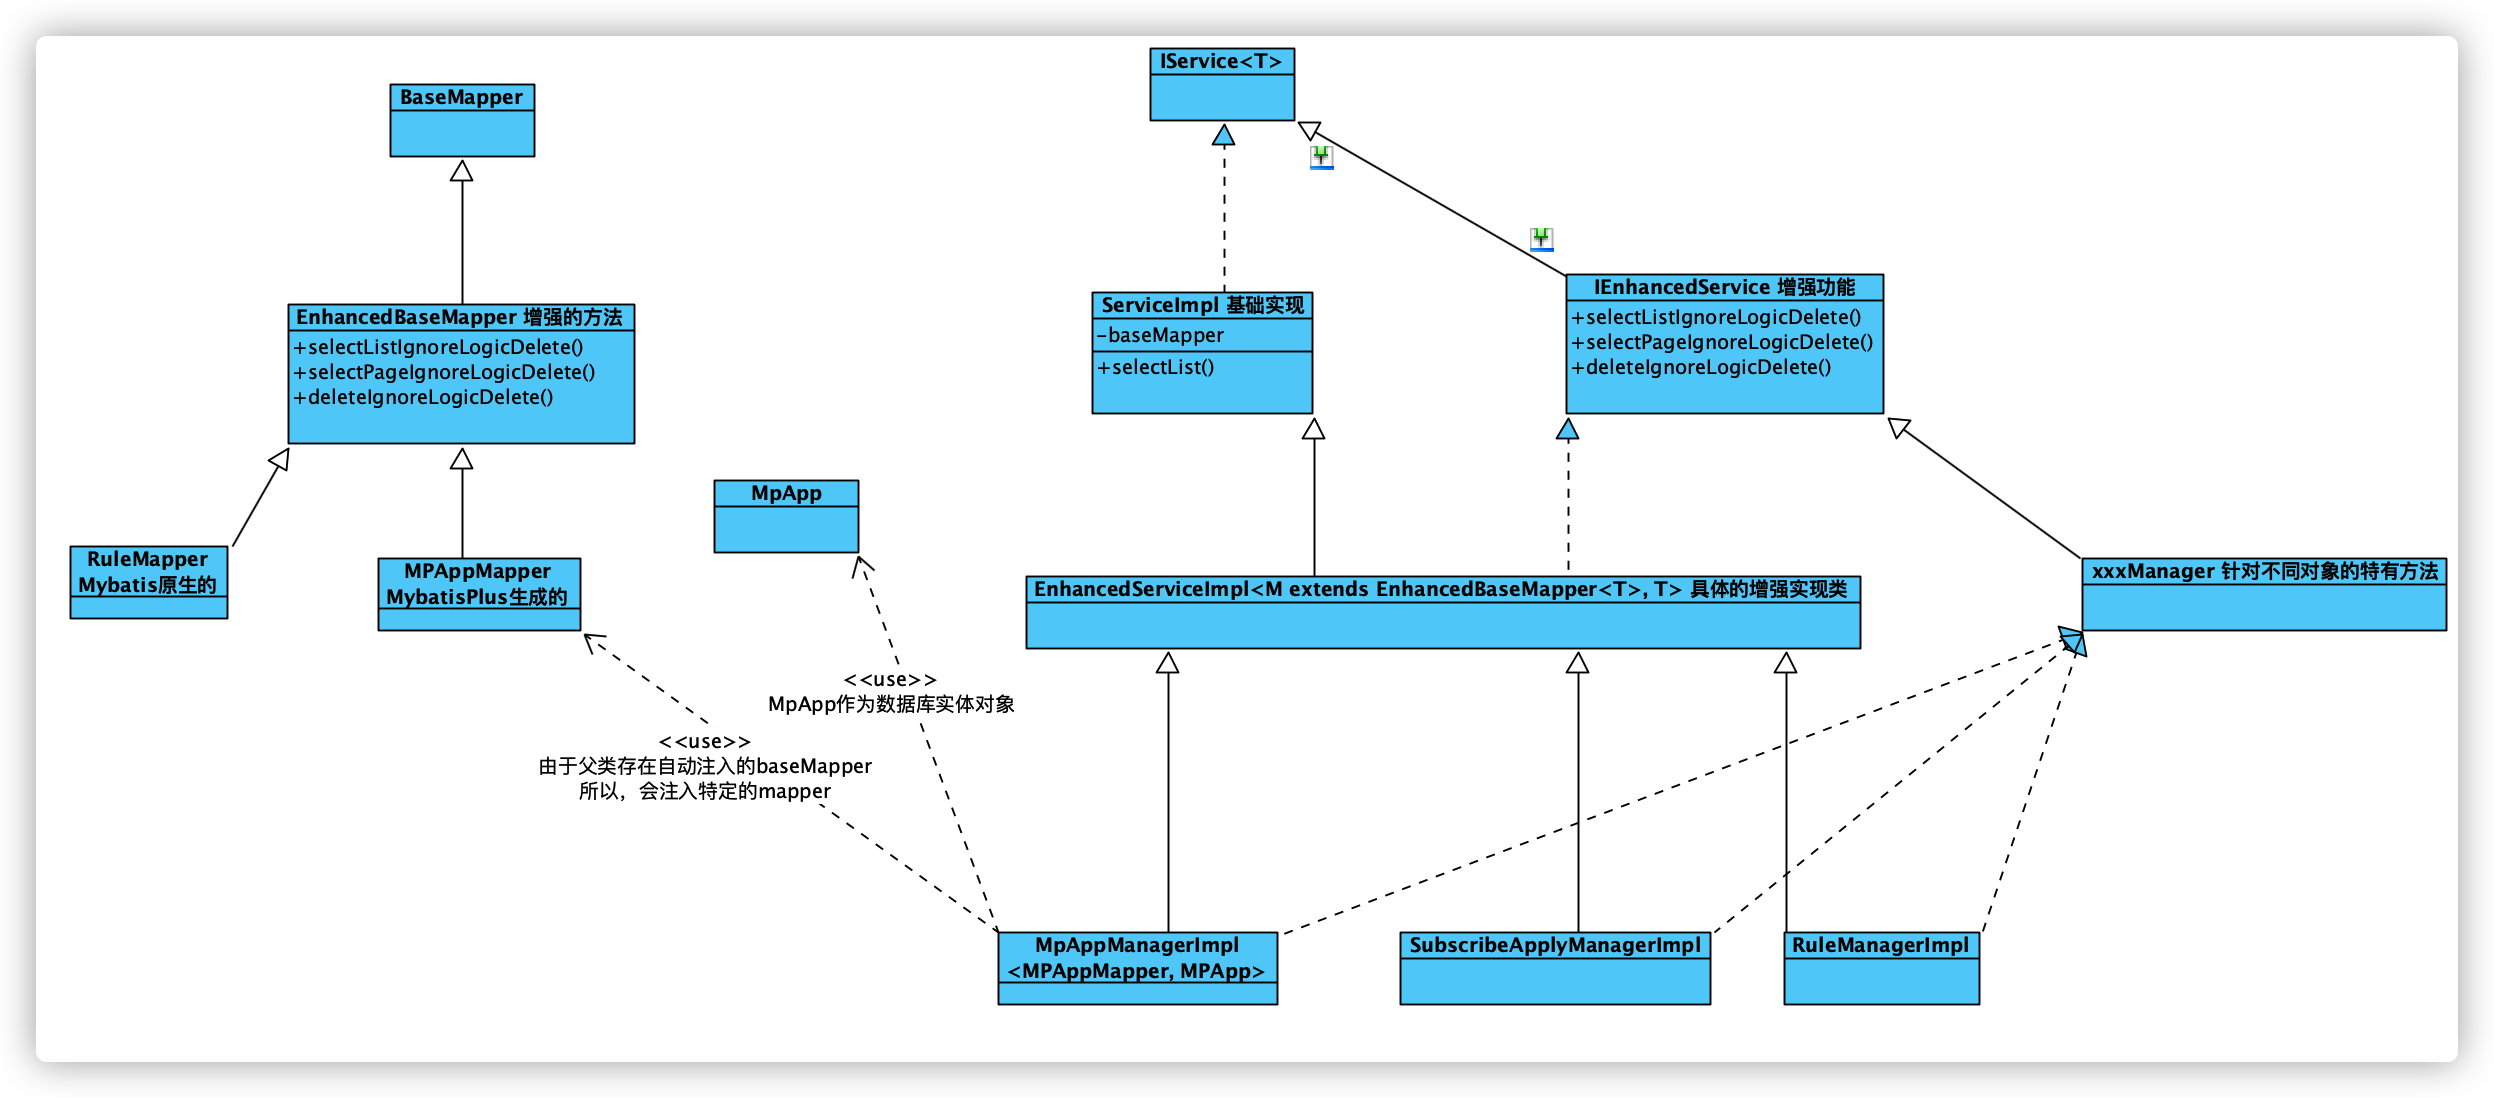 IService<T>
BaseMapper
ServiceImpl 基础实现
-baseMapper
+selectList()
IEnhancedService 增强功能
+selectListIgnoreLogicDelete()
+selectPageIgnoreLogicDelete()
+deleteIgnoreLogicDelete()
EnhancedBaseMapper 增强的方法
+selectListIgnoreLogicDelete()
+selectPageIgnoreLogicDelete()
+deleteIgnoreLogicDelete()
MpApp
RuleMapper
Mybatis原生的
MPAppMapper
MybatisPlus生成的
EnhancedServiceImpl<M extends EnhancedBaseMapper<T>, T> 具体的增强实现类
xxxManager 针对不同对象的特有方法
<<use>>
MpApp作为数据库实体对象
<<use>>
由于父类存在自动注入的baseMapper
所以，会注入特定的mapper
MpAppManagerImpl
<MPAppMapper, MPApp>
SubscribeApplyManagerImpl
RuleManagerImpl